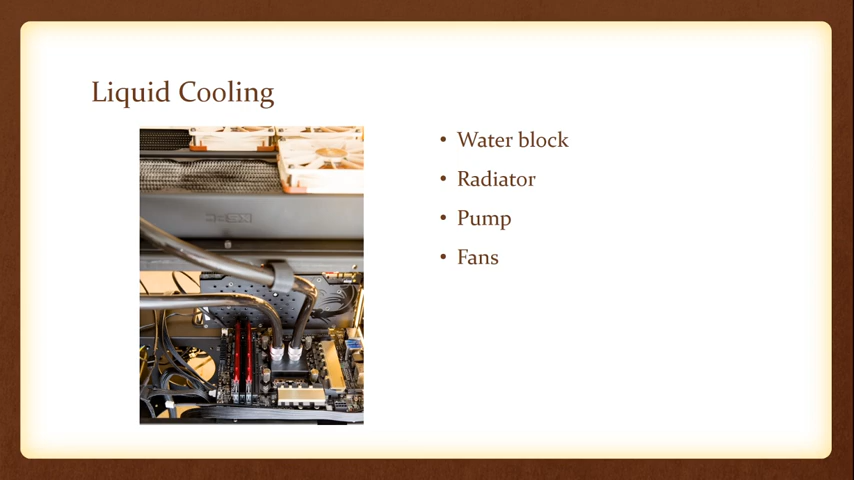 Liquid Cooling
• Water block
• Radiator
• Pump
• Fans